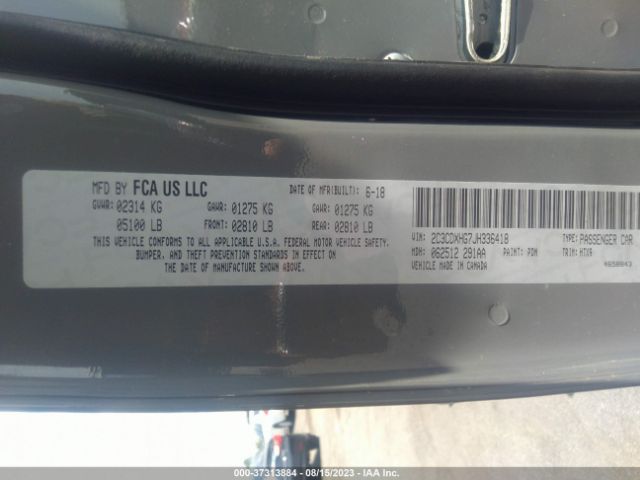 MFD BY FCA US LLC DATE OF MFR(BUILT): 6-18
GVWR: 02314 KG GAWR: 01275 KG GAWR: 01275 KG
05100 LB FRONT: 02810 LB REAR: 02810 LB
THIS VEHICLE CONFORMS TO ALL APPLICABLE U.S.A. FEDERAL MOTOR VEHICLE SAFETY,
BUMPER, AND THEFT PREVENTION STANDARDS IN EFFECT ON
THE DATE OF MANUFACTURE SHOWN ABOVE.
VIN: 2C3CDXHG7JH336418 TYPE: PASSENGER CAR
MDH: 062512 291AA PAINT: PDN TRIM: HTX9
VEHICLE MADE IN CANADA
000-37313884 - 08/15/2023 - IAA Inc.